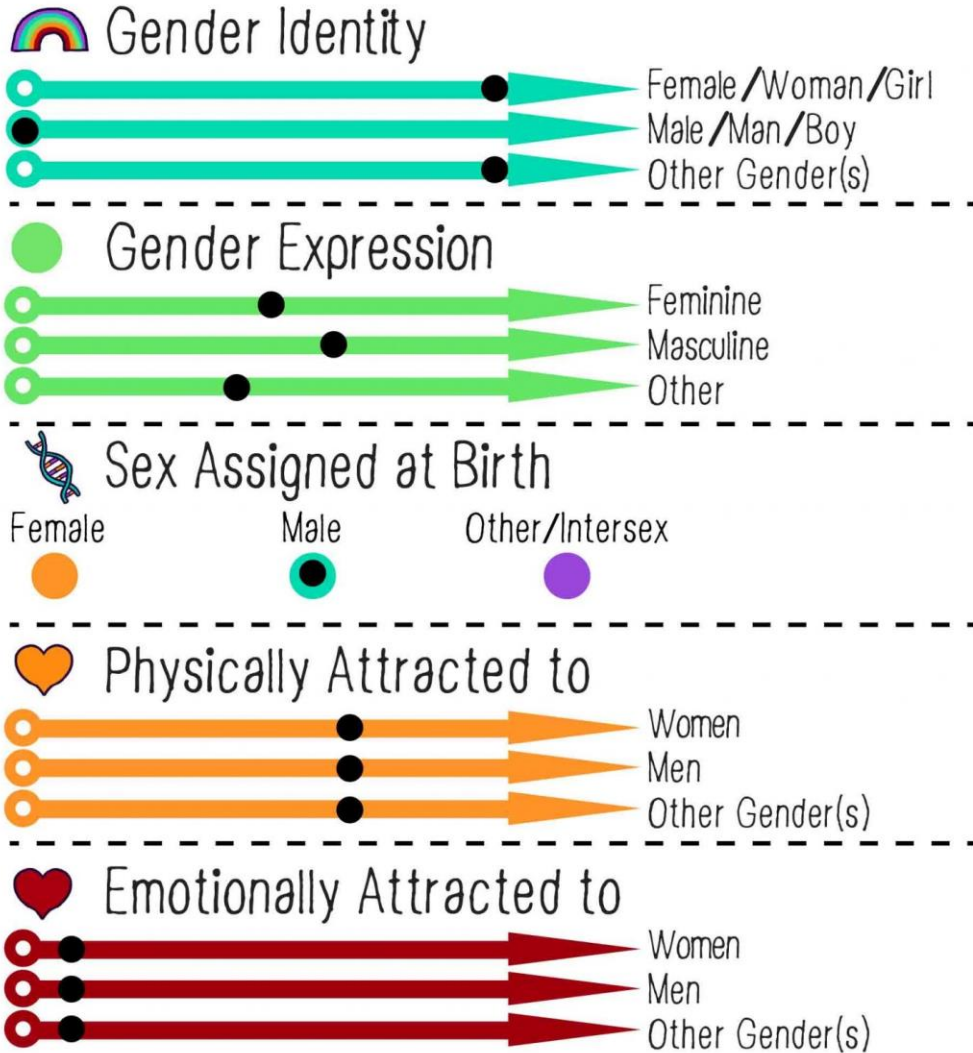 Gender Identity
Female/Woman/Girl
Male/Man/Boy
Other Gender(s)
Gender Expression
Feminine
Masculine
Other
Sex Assigned at Birth
Female Male Other/Intersex
Physically Attracted to
Women
Men
Other Gender(s)
Emotionally Attracted to
Women
Men
Other Gender(s)